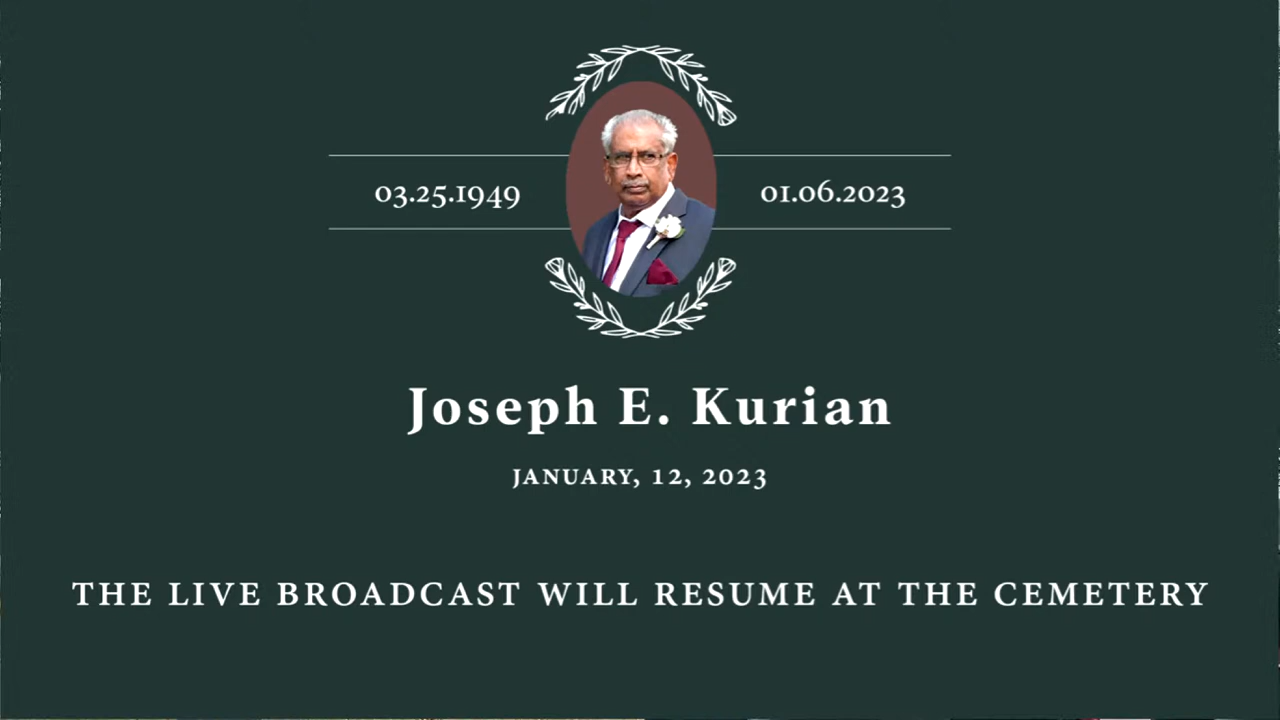 03.25.1949
01.06.2023
Joseph E. Kurian
JANUARY, 12, 2023
THE LIVE BROADCAST WILL RESUME AT THE CEMETERY